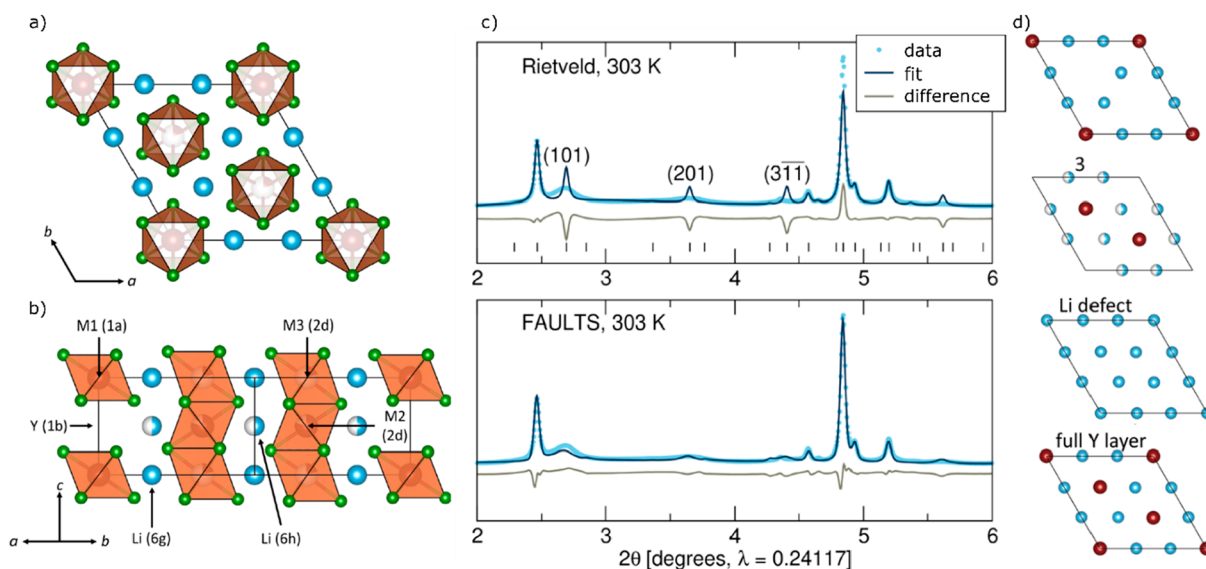 a)
b
a
b)
M1 (1a)
M3 (2d)
Y (1b)
M2
(2d)
c
a
b
Li (6g)
Li (6h)
c)
Rietveld, 303 K
data
fit
difference
(101)
(201)
(31̅1̅)
2 3 4 5 6
FAULTS, 303 K
2 3 4 5 6
2θ [degrees, λ = 0.24117]
d)
3
Li defect
full Y layer